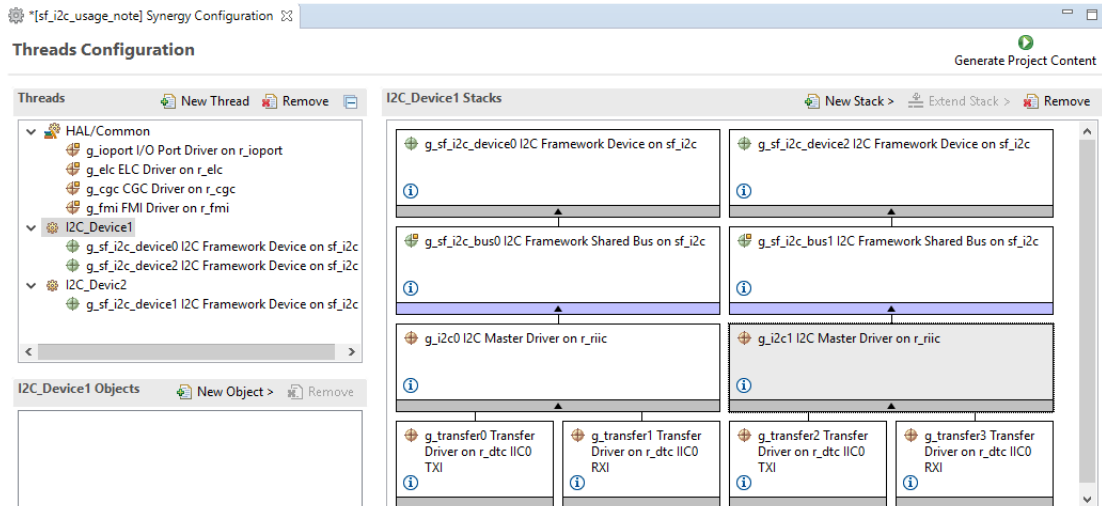 *[sf_i2c_usage_note] Synergy Configuration
Threads Configuration
Generate Project Content
Threads
New Thread
Remove
HAL/Common
g_ioport I/O Port Driver on r_ioport
g_elc ELC Driver on r_elc
g_cgc CGC Driver on r_cgc
g_fmi FMI Driver on r_fmi
I2C_Device1
g_sf_i2c_device0 I2C Framework Device on sf_i2c
g_sf_i2c_device2 I2C Framework Device on sf_i2c
I2C_Devic2
g_sf_i2c_device1 I2C Framework Device on sf_i2c
I2C_Device1 Objects
New Object >
Remove
I2C_Device1 Stacks
New Stack >
Extend Stack >
Remove
g_sf_i2c_device0 I2C Framework Device on sf_i2c
g_sf_i2c_device2 I2C Framework Device on sf_i2c
g_sf_i2c_bus0 I2C Framework Shared Bus on sf_i2c
g_sf_i2c_bus1 I2C Framework Shared Bus on sf_i2c
g_i2c0 I2C Master Driver on r_riic
g_i2c1 I2C Master Driver on r_riic
g_transfer0 Transfer
Driver on r_dtc IIC0
TXI
g_transfer1 Transfer
Driver on r_dtc IIC0
RXI
g_transfer2 Transfer
Driver on r_dtc IIC0
TXI
g_transfer3 Transfer
Driver on r_dtc IIC0
RXI